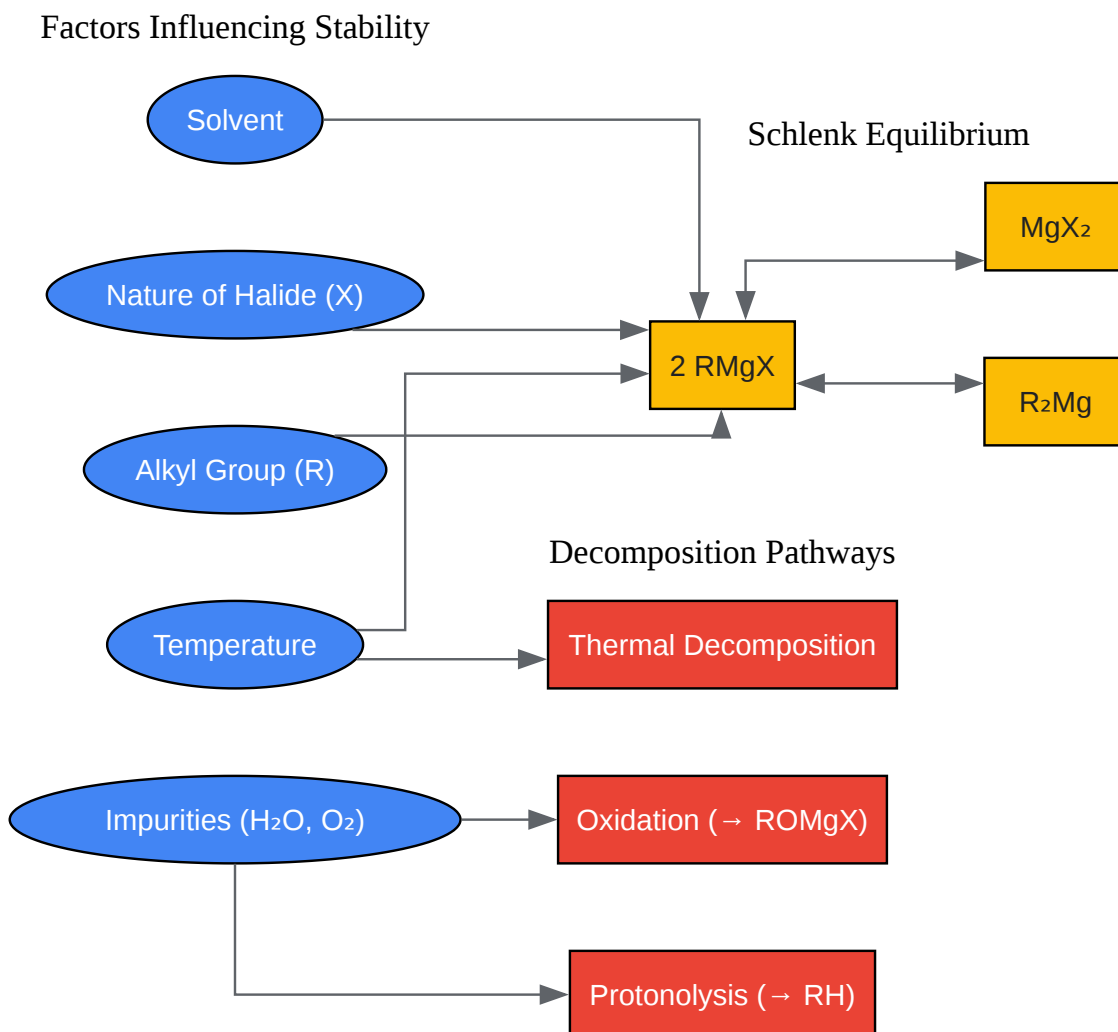 Factors Influencing Stability
Solvent
Schlenk Equilibrium
MgX₂
Nature of Halide (X)
2 RMgX
R₂Mg
Alkyl Group (R)
Decomposition Pathways
Temperature
Thermal Decomposition
Impurities (H₂O, O₂)
Oxidation (→ ROMgX)
Protonolysis (→ RH)